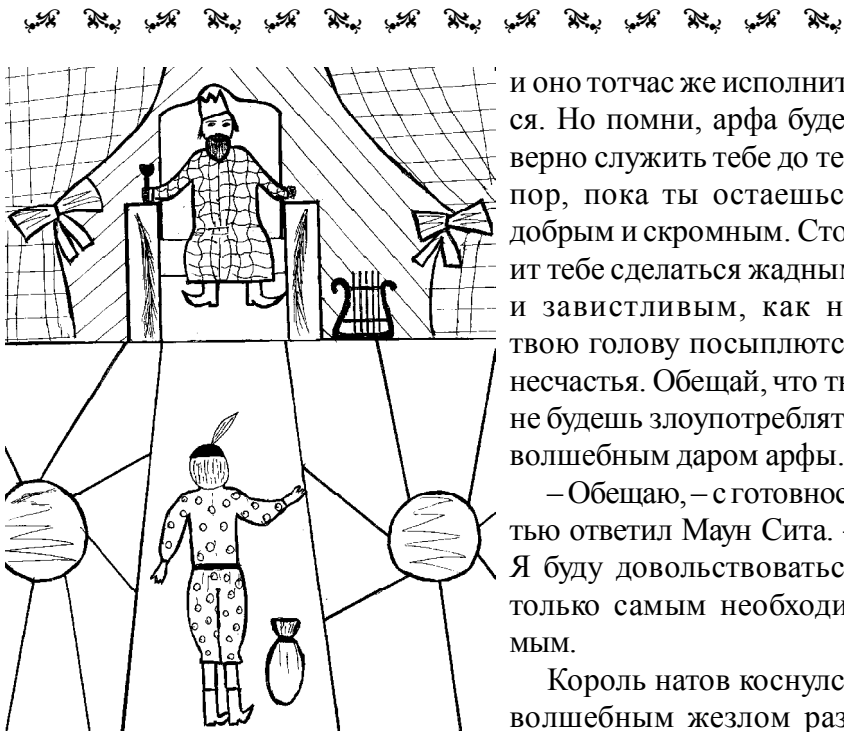 и оно тотчас же исполнит
ся. Но помни, арфа буде
верно служить тебе до те
пор, пока ты остаешьс
добрым и скромным. Сто
ит тебе сделаться жадным
и завистливым, как н
твою голову посыплютс
несчастья. Обещай, что ты
не будешь злоупотреблят
волшебным даром арфы.
– Обещаю, – с готовнос
тью ответил Маун Сита. –
Я буду довольствоватьс
только самым необходи
мым.
Король натов коснулс
волшебным жезлом раз